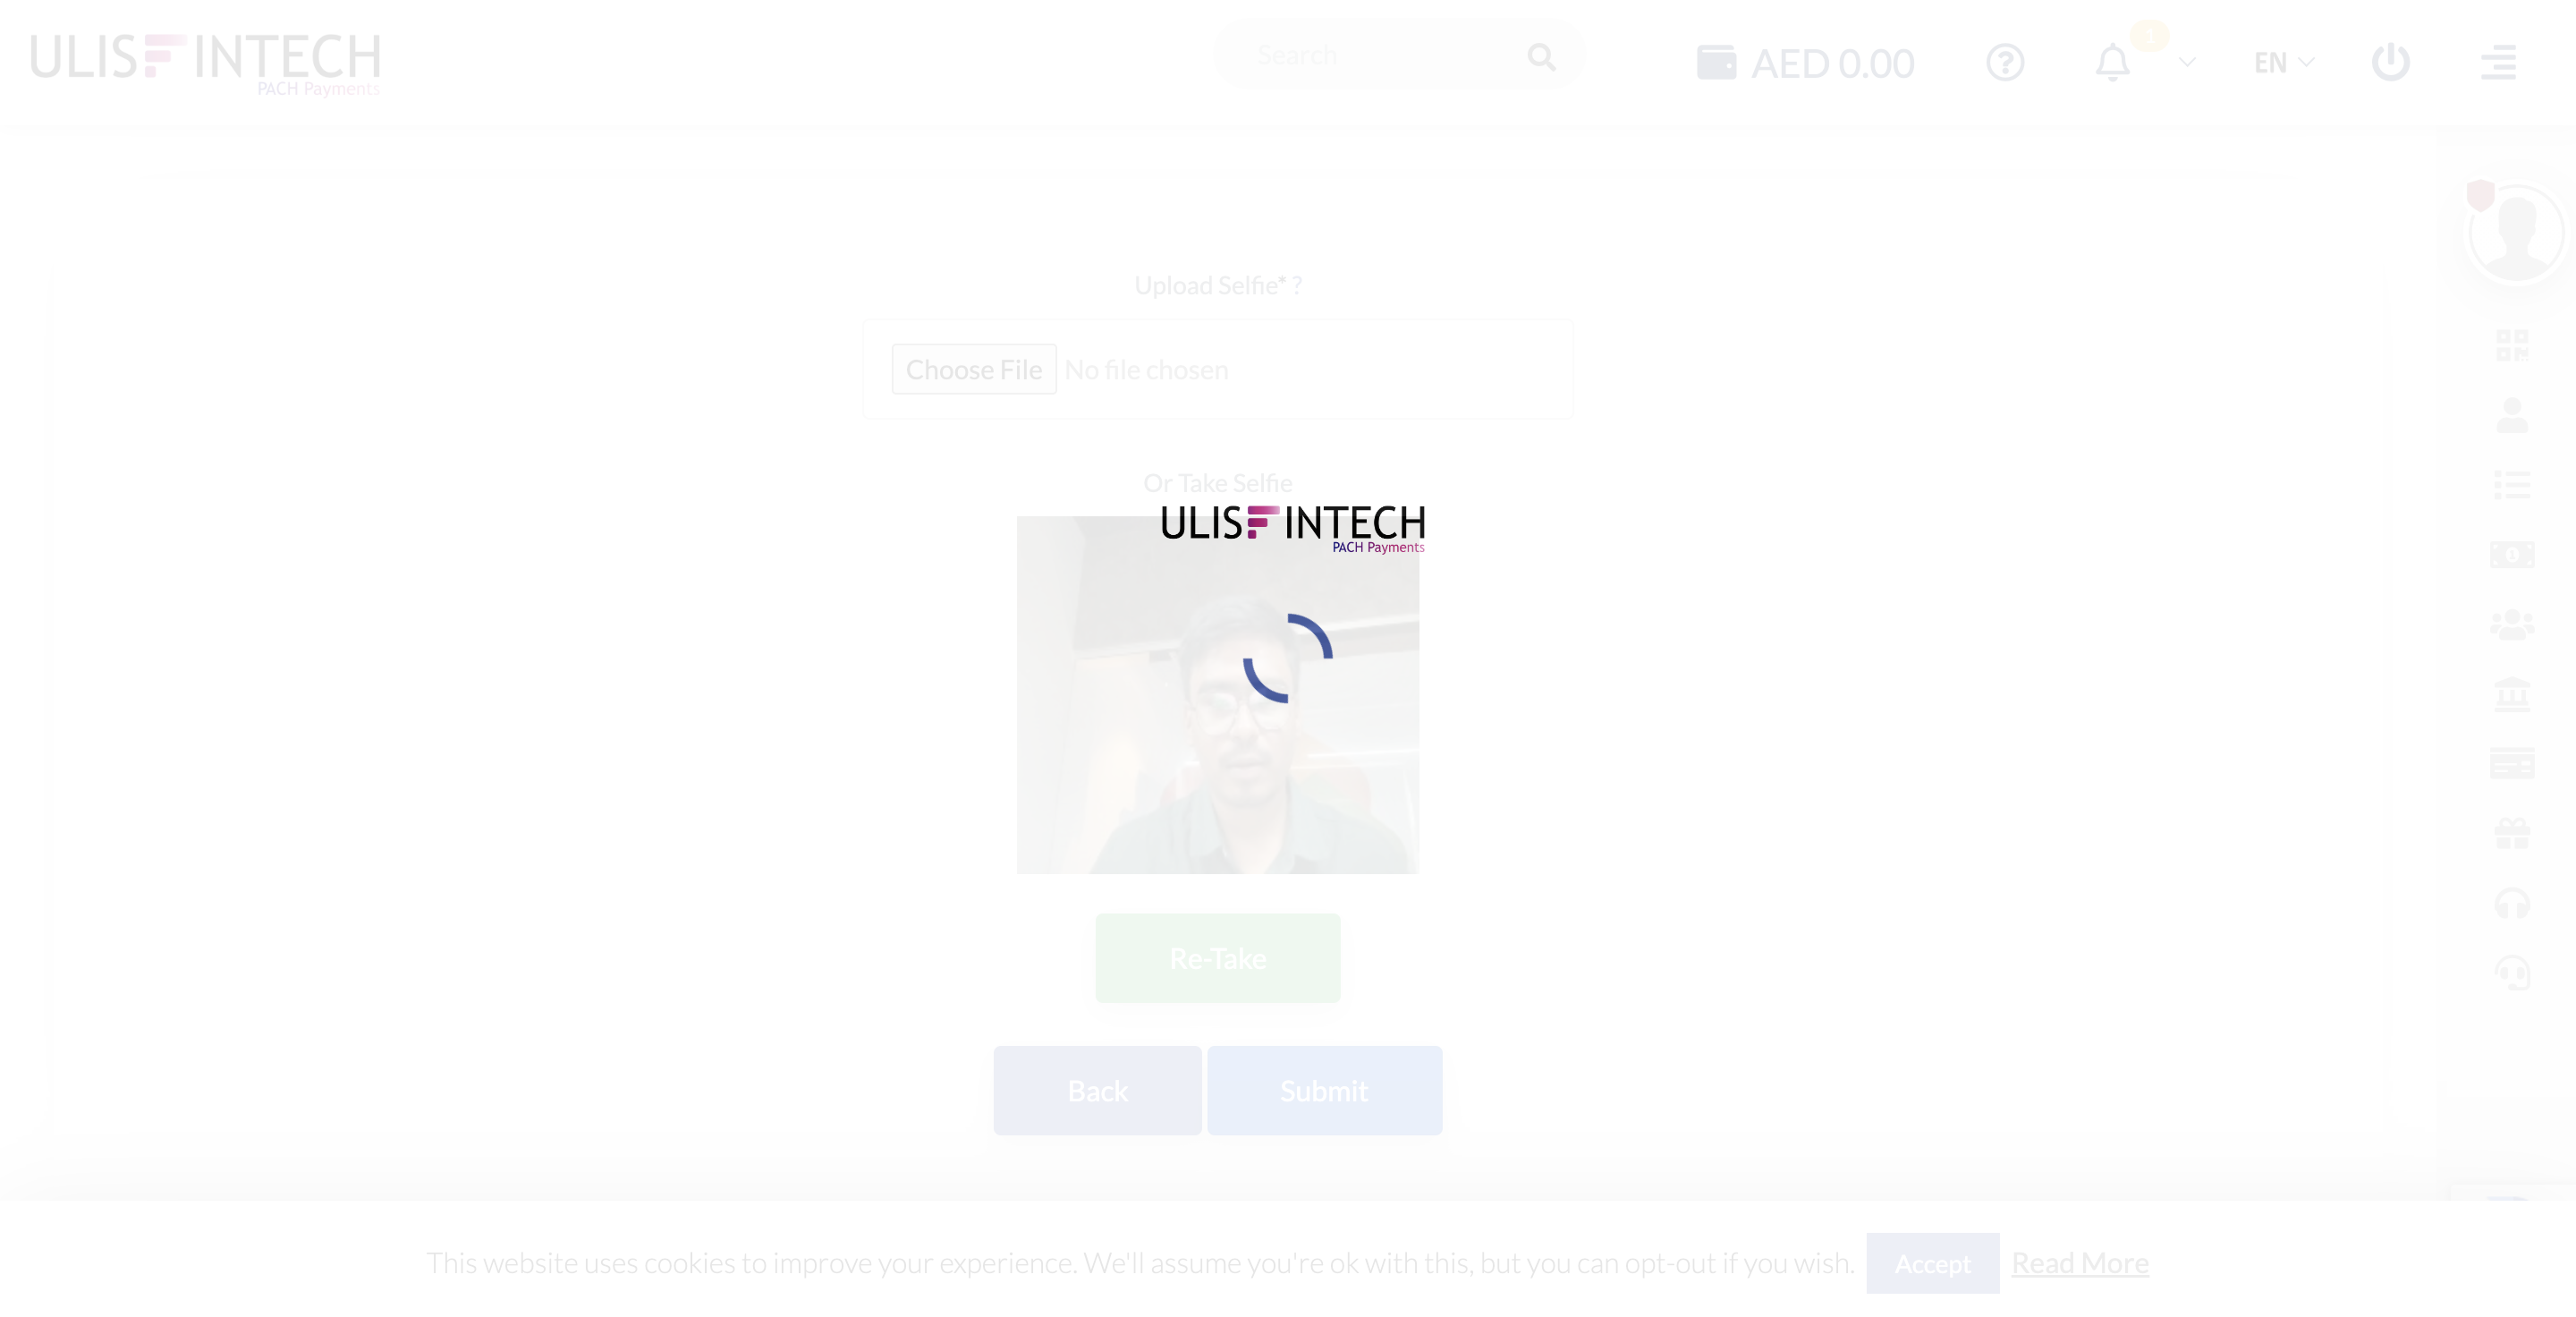 ULISFINTECH
PACH Payments
Search
AED 0.00
1
EN
Upload Selfie* ?
Choose File No file chosen
Or Take Selfie
ULISFINTECH
PACH Payments
Re-Take
Back Submit
This website uses cookies to improve your experience. We'll assume you're ok with this, but you can opt-out if you wish. Accept Read More